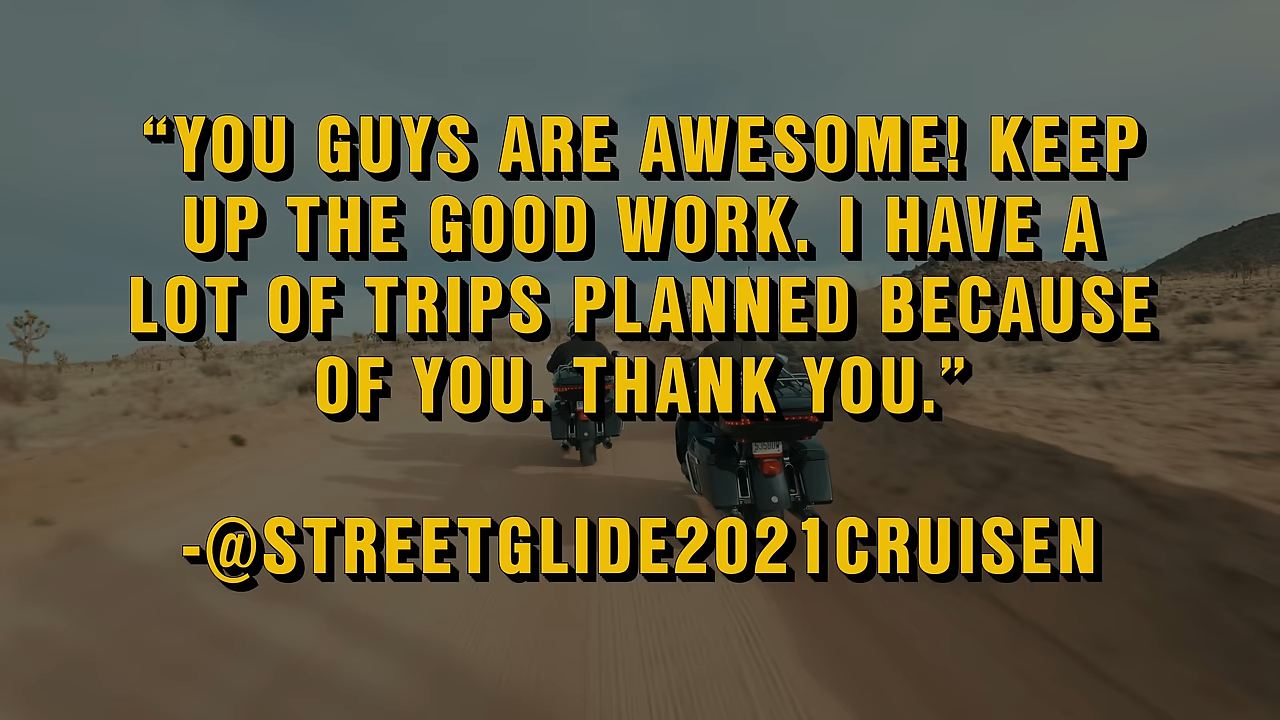 “YOU GUYS ARE AWESOME! KEEP
UP THE GOOD WORK. I HAVE A
LOT OF TRIPS PLANNED BECAUSE
OF YOU. THANK YOU.”
-@STREETGLIDE2021CRUISEN